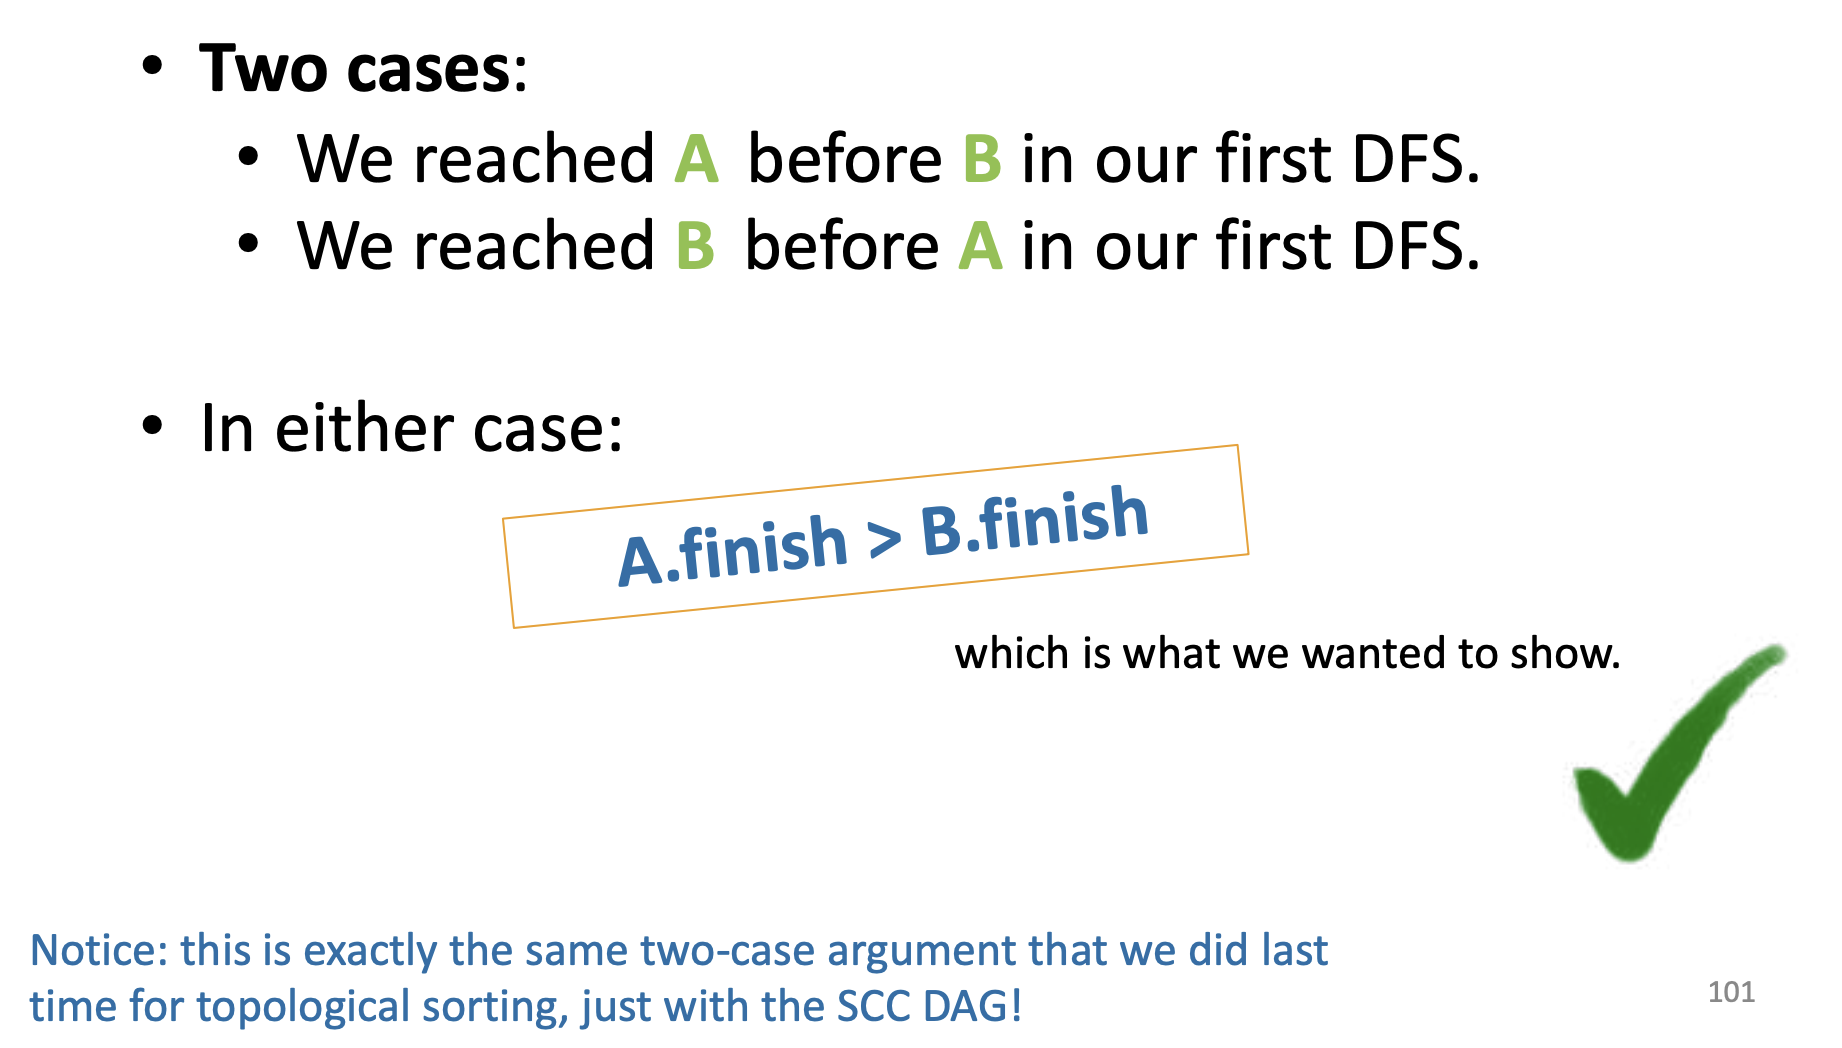 • Two cases:
• We reached A before B in our first DFS.
• We reached B before A in our first DFS.
• In either case:
A.finish > B.finish
which is what we wanted to show.
Notice: this is exactly the same two-case argument that we did last
time for topological sorting, just with the SCC DAG!
101